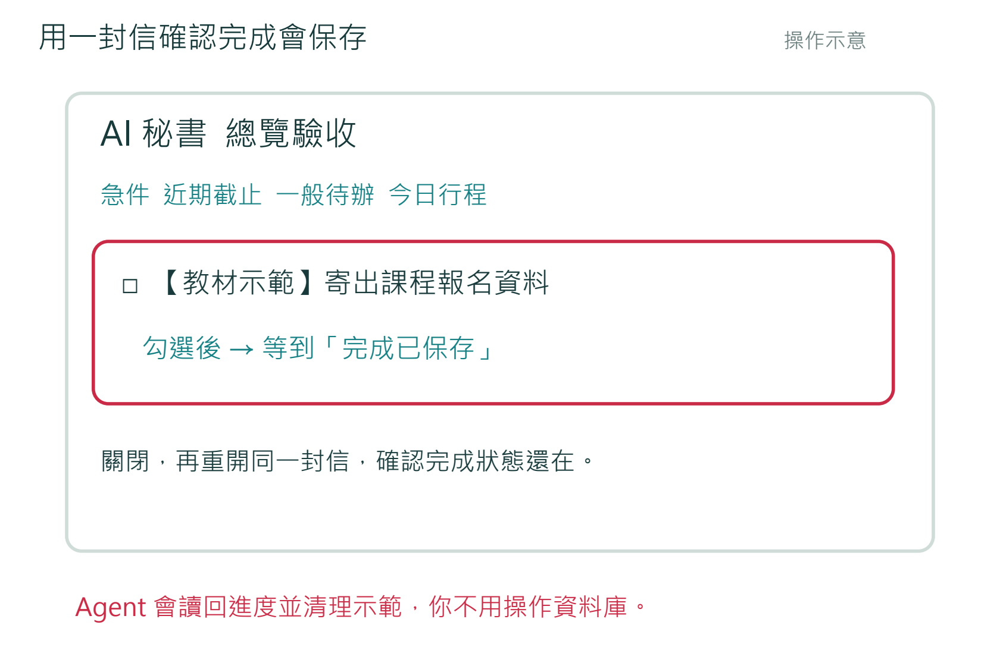 用一封信確認完成會保存
操作示意
AI 秘書 總覽驗收
急件 近期截止 一般待辦 今日行程
□ 【教材示範】寄出課程報名資料
勾選後 → 等到「完成已保存」
關閉，再重開同一封信，確認完成狀態還在。
Agent 會讀回進度並清理示範，你不用操作資料庫。